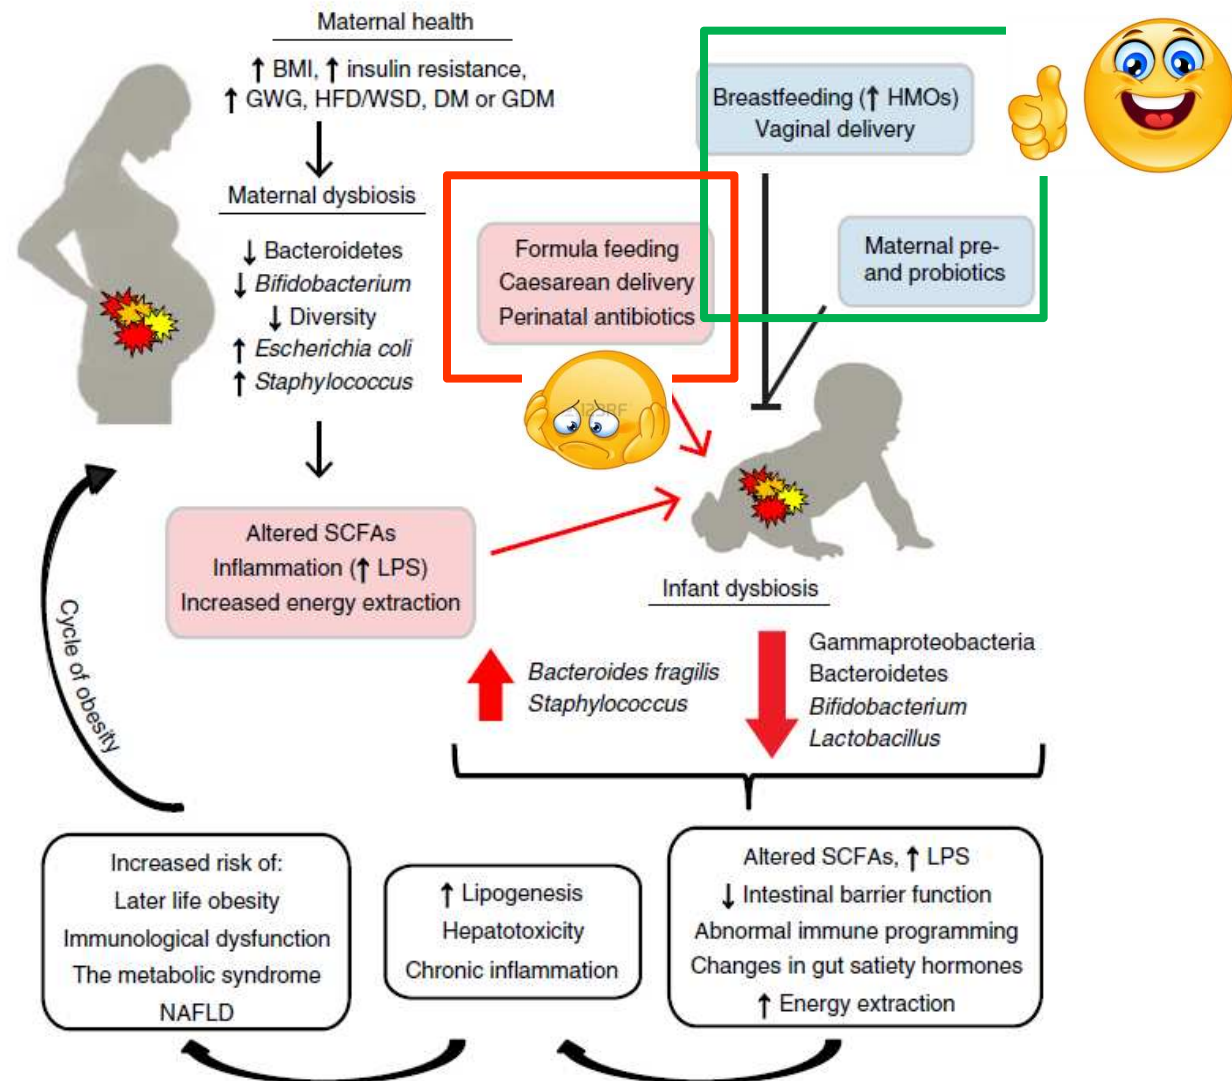 Maternal health
↑ BMI, ↑ insulin resistance,
↑ GWG, HFD/WSD, DM or GDM
Maternal dysbiosis
↓ Bacteroidetes
↓ Bifidobacterium
↓ Diversity
↑ Escherichia coli
↑ Staphylococcus
Breastfeeding (↑ HMOs)
Vaginal delivery
Maternal pre-
and probiotics
Formula feeding
Caesarean delivery
Perinatal antibiotics
123RF
Altered SCFAs
Inflammation (↑ LPS)
Increased energy extraction
Infant dysbiosis
Bacteroides fragilis
Staphylococcus
Gammaproteobacteria
Bacteroidetes
Bifidobacterium
Lactobacillus
Cycle of obesity
Increased risk of:
Later life obesity
Immunological dysfunction
The metabolic syndrome
NAFLD
↑ Lipogenesis
Hepatotoxicity
Chronic inflammation
Altered SCFAs, ↑ LPS
↓ Intestinal barrier function
Abnormal immune programming
Changes in gut satiety hormones
↑ Energy extraction